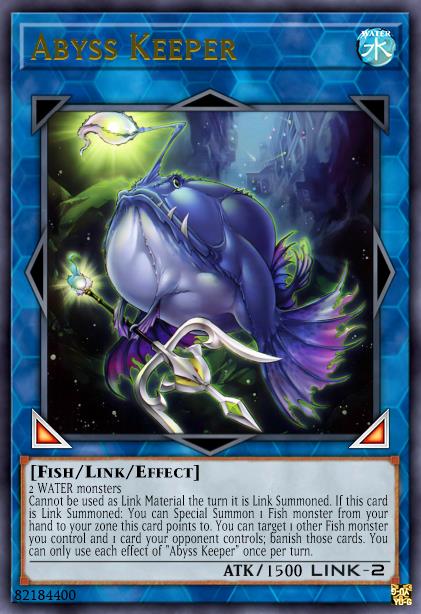 Abyss Keeper
WATER
水
[Fish/Link/Effect]
2 WATER monsters
Cannot be used as Link Material the turn it is Link Summoned. If this card
is Link Summoned: You can Special Summon 1 Fish monster from your
hand to your zone this card points to. You can target 1 other Fish monster
you control and 1 card your opponent controls; banish those cards. You
can only use each effect of "Abyss Keeper" once per turn.
ATK/1500 LINK-2
82184400